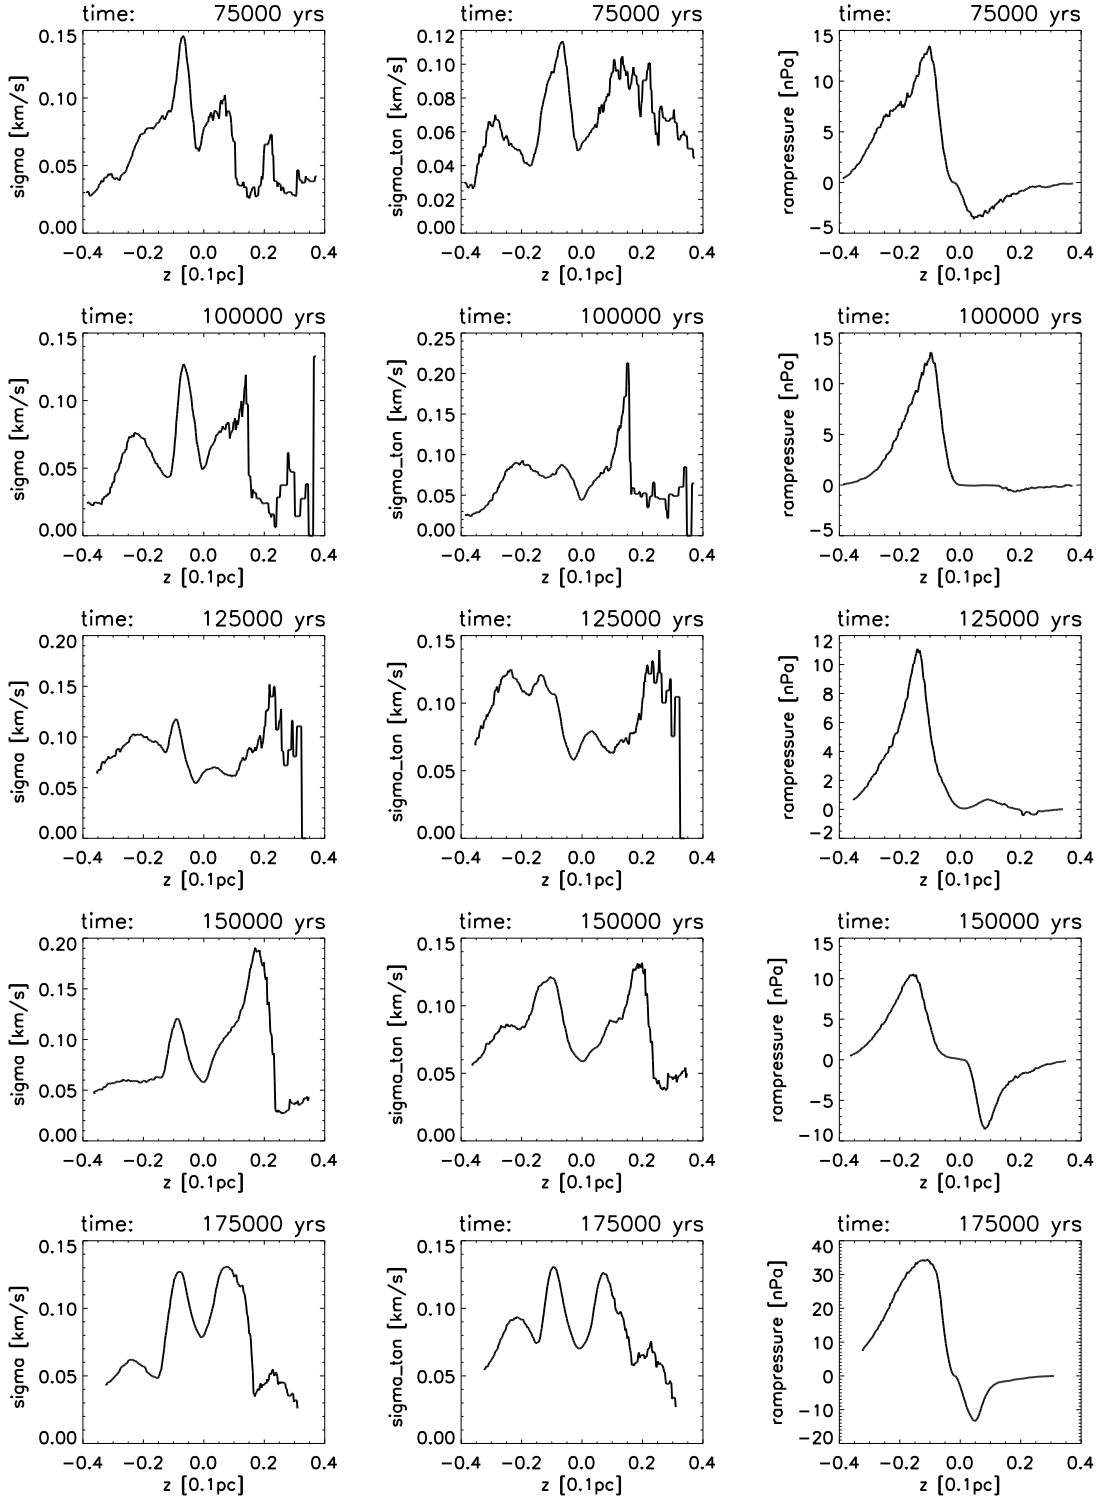 time: 75000 yrs time: 75000 yrs time: 75000 yrs
sigma [km/s] sigma_tan [km/s] rampressure [nPa]
0.15 0.12 15
0.10 0.10 10
0.08
0.06 5
0.05 0.04 0
0.02
0.00 0.00 −5
−0.4 −0.2 0.0 0.2 0.4 −0.4 −0.2 0.0 0.2 0.4 −0.4 −0.2 0.0 0.2 0.4
z [0.1pc] z [0.1pc] z [0.1pc]
time: 100000 yrs time: 100000 yrs time: 100000 yrs
sigma [km/s] sigma_tan [km/s] rampressure [nPa]
0.15 0.25 15
0.20
0.10 0.15 10
5
0.05 0.10 0
0.05
0.00 0.00 −5
−0.4 −0.2 0.0 0.2 0.4 −0.4 −0.2 0.0 0.2 0.4 −0.4 −0.2 0.0 0.2 0.4
z [0.1pc] z [0.1pc] z [0.1pc]
time: 125000 yrs time: 125000 yrs time: 125000 yrs
sigma [km/s] sigma_tan [km/s] rampressure [nPa]
0.20 0.15 12
10
0.15 0.10 8
6
0.10 4
0.05 0.05 2
0
0.00 0.00 −2
−0.4 −0.2 0.0 0.2 0.4 −0.4 −0.2 0.0 0.2 0.4 −0.4 −0.2 0.0 0.2 0.4
z [0.1pc] z [0.1pc] z [0.1pc]
time: 150000 yrs time: 150000 yrs time: 150000 yrs
sigma [km/s] sigma_tan [km/s] rampressure [nPa]
0.20 0.15 15
10
0.15 0.10 5
0.10 0
0.05 0.05 −5
0.00 0.00 −10
−0.4 −0.2 0.0 0.2 0.4 −0.4 −0.2 0.0 0.2 0.4 −0.4 −0.2 0.0 0.2 0.4
z [0.1pc] z [0.1pc] z [0.1pc]
time: 175000 yrs time: 175000 yrs time: 175000 yrs
sigma [km/s] sigma_tan [km/s] rampressure [nPa]
0.15 0.15 40
30
0.10 0.10 20
10
0.05 0.05 0
−10
0.00 0.00 −20
−0.4 −0.2 0.0 0.2 0.4 −0.4 −0.2 0.0 0.2 0.4 −0.4 −0.2 0.0 0.2 0.4
z [0.1pc] z [0.1pc] z [0.1pc]